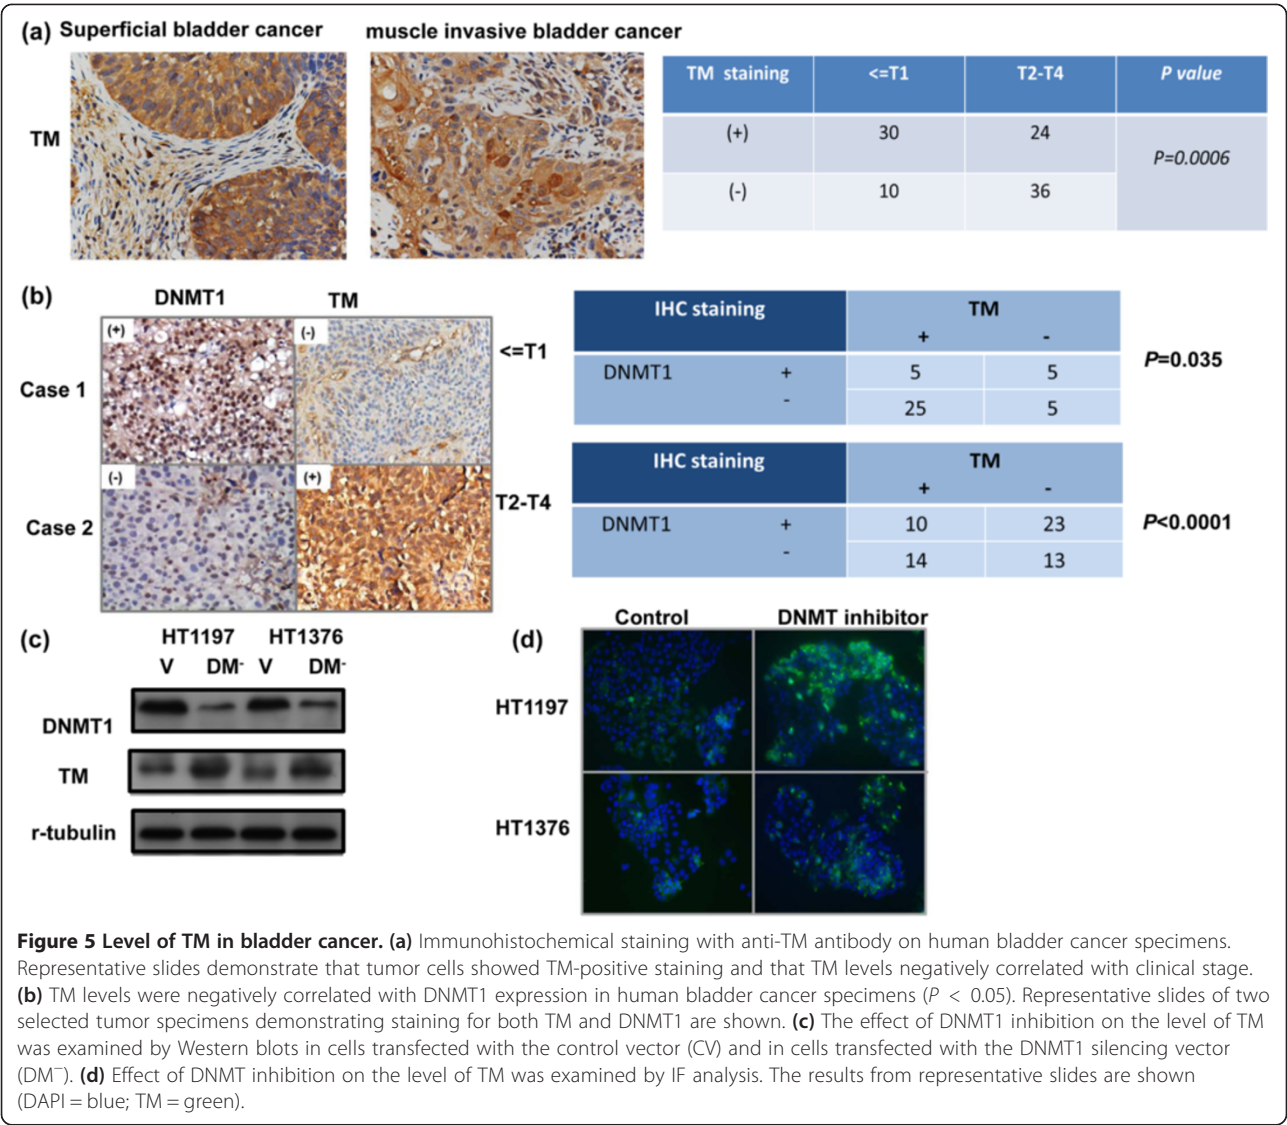 (a) Superficial bladder cancer muscle invasive bladder cancer
TM
TM staining <=T1 T2-T4 P value
(+) 30 24
P=0.0006
(-) 10 36
(b)
DNMT1 TM
(+) (-)
Case 1
(-) (+)
Case 2
<=T1
IHC staining TM
+ -
DNMT1 + 5 5
- 25 5
P=0.035
T2-T4
IHC staining TM
+ -
DNMT1 + 10 23
- 14 13
P<0.0001
(c)
HT1197 HT1376
V DM- V DM-
DNMT1
TM
r-tubulin
(d)
Control DNMT inhibitor
HT1197
HT1376
Figure 5 Level of TM in bladder cancer. (a) Immunohistochemical staining with anti-TM antibody on human bladder cancer specimens.
Representative slides demonstrate that tumor cells showed TM-positive staining and that TM levels negatively correlated with clinical stage.
(b) TM levels were negatively correlated with DNMT1 expression in human bladder cancer specimens (P < 0.05). Representative slides of two
selected tumor specimens demonstrating staining for both TM and DNMT1 are shown. (c) The effect of DNMT1 inhibition on the level of TM
was examined by Western blots in cells transfected with the control vector (CV) and in cells transfected with the DNMT1 silencing vector
(DM−). (d) Effect of DNMT inhibition on the level of TM was examined by IF analysis. The results from representative slides are shown
(DAPI = blue; TM = green).